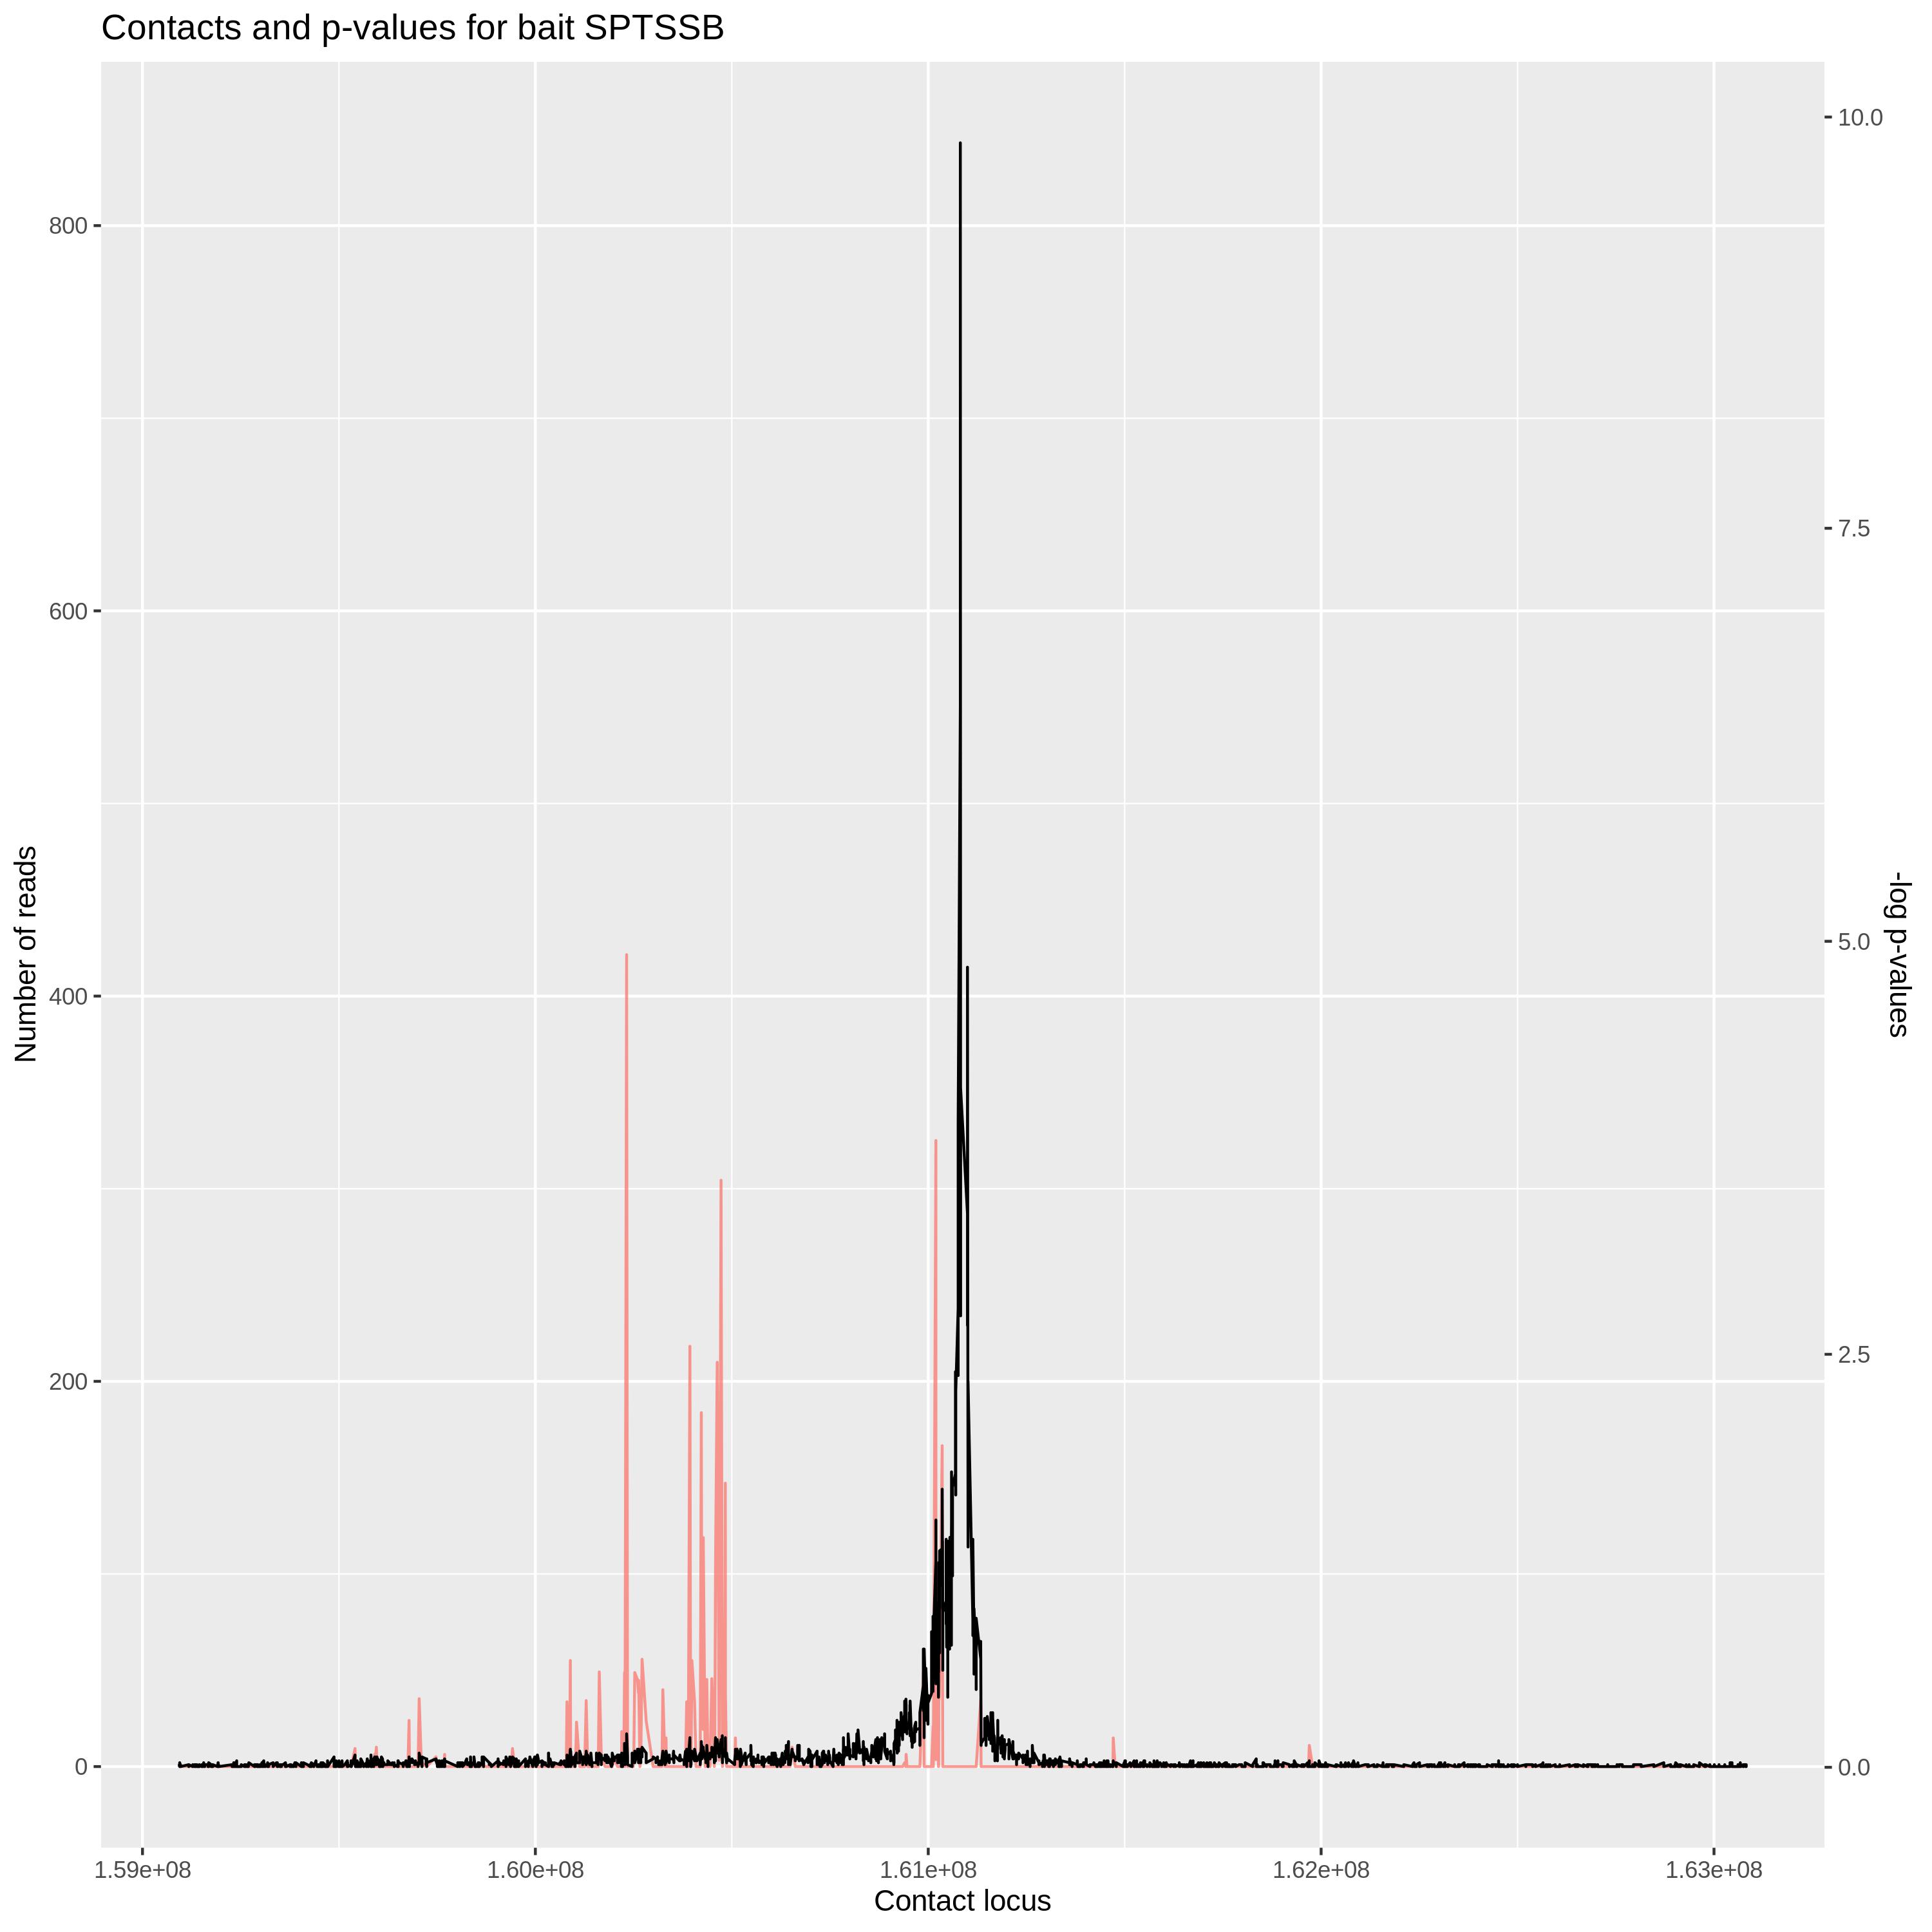 Contacts and p-values for bait SPTSSB
10.0
800
7.5
600
Number of reads
-log p-values
5.0
400
2.5
200
0
0.0
1.59e+08
1.60e+08
1.61e+08
1.62e+08
1.63e+08
Contact locus